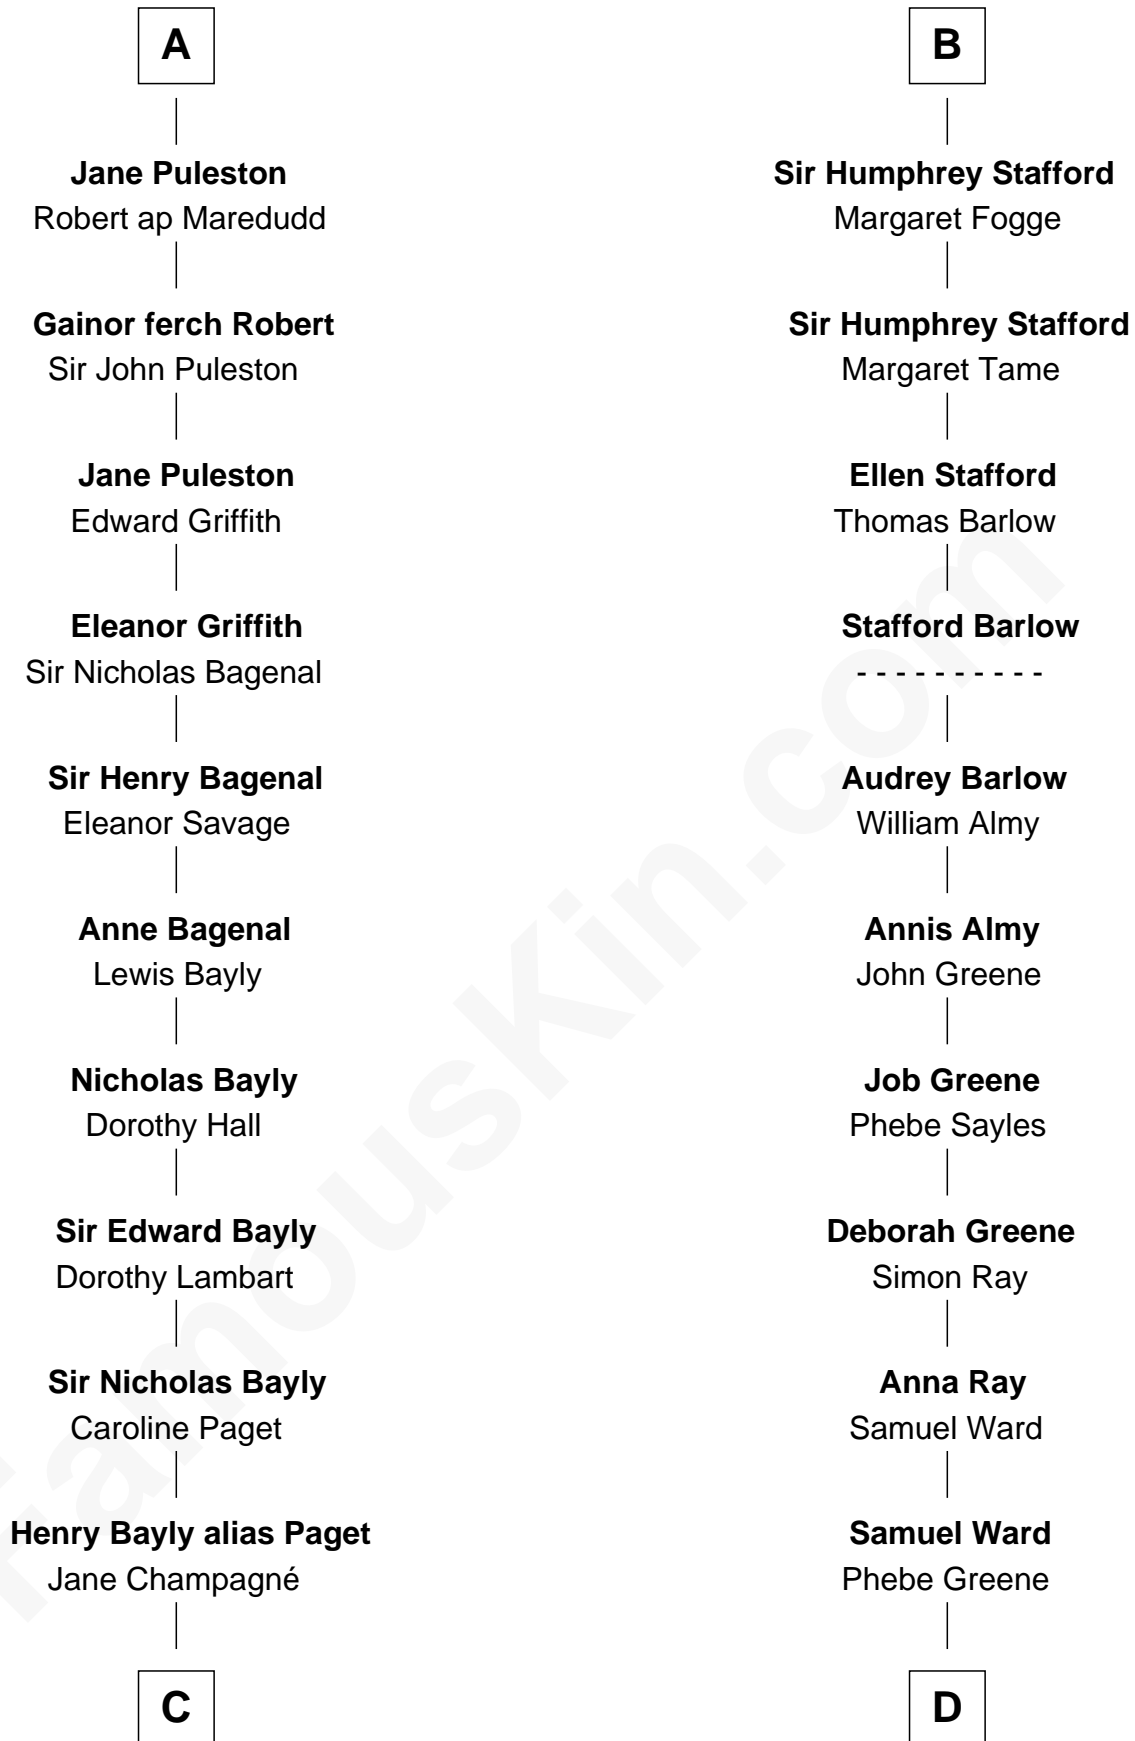 A
Jane Puleston
Robert ap Maredudd
Gainor ferch Robert
Sir John Puleston
Jane Puleston
Edward Griffith
Eleanor Griffith
Sir Nicholas Bagenal
Sir Henry Bagenal
Eleanor Savage
Anne Bagenal
Lewis Bayly
Nicholas Bayly
Dorothy Hall
Sir Edward Bayly
Dorothy Lambart
Sir Nicholas Bayly
Caroline Paget
Henry Bayly alias Paget
Jane Champagné
C
B
Sir Humphrey Stafford
Margaret Fogge
Sir Humphrey Stafford
Margaret Tame
Ellen Stafford
Thomas Barlow
Stafford Barlow
- - - - - - - - - -
Audrey Barlow
William Almy
Annis Almy
John Greene
Job Greene
Phebe Sayles
Deborah Greene
Simon Ray
Anna Ray
Samuel Ward
Samuel Ward
Phebe Greene
D
FamousKin.com